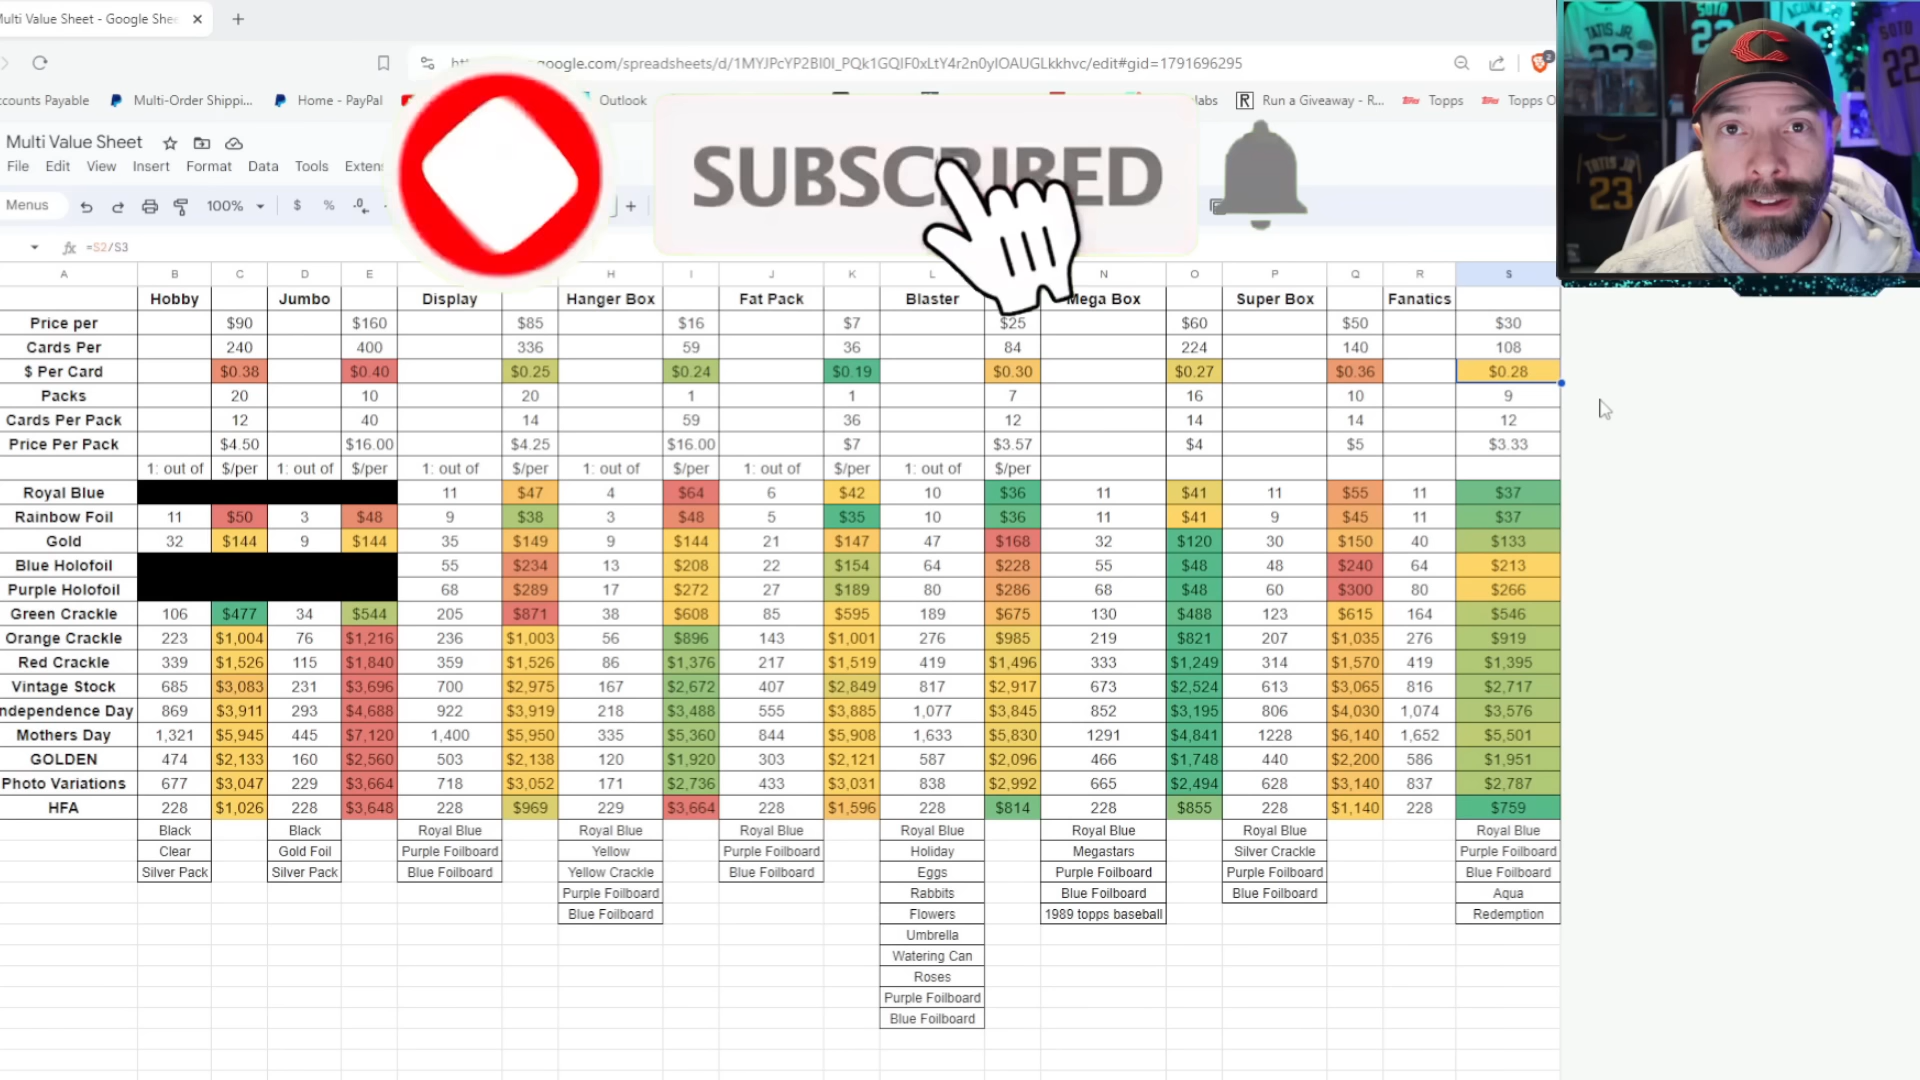 Multi Value Sheet - Google Shee
google.com/spreadsheets/d/1MYJPcYP2BI0I_PQk1GQIF0xLtY4r2n0yIOAUGLkkhvc/edit#gid=1791696295
2
ccounts Payable Multi-Order Shippi... Home - PayPal Outlook labs Run a Giveaway - R... Topps Topps O
Multi Value Sheet
File Edit View Insert Format Data Tools Extens
Menus 100% $ % .0
SUBSCRIBED
=S2/S3
A B C D E H I J K L N O P Q R S
Hobby Jumbo Display Hanger Box Fat Pack Blaster Mega Box Super Box Fanatics
Price per $90 $160 $85 $16 $7 $25 $60 $50 $30
Cards Per 240 400 336 59 36 84 224 140 108
$ Per Card $0.38 $0.40 $0.25 $0.24 $0.19 $0.30 $0.27 $0.36 $0.28
Packs 20 10 20 1 1 7 16 10 9
Cards Per Pack 12 40 14 59 36 12 14 14 12
Price Per Pack $4.50 $16.00 $4.25 $16.00 $7 $3.57 $4 $5 $3.33
1: out of $/per 1: out of $/per 1: out of $/per 1: out of $/per 1: out of $/per 1: out of $/per
Royal Blue 11 $47 4 $64 6 $42 10 $36 11 $41 11 $55 11 $37
Rainbow Foil 11 $50 3 $48 9 $38 3 $48 5 $35 10 $36 11 $41 9 $45 11 $37
Gold 32 $144 9 $144 35 $149 9 $144 21 $147 47 $168 32 $120 30 $150 40 $133
Blue Holofoil 55 $234 13 $208 22 $154 64 $228 55 $48 48 $240 64 $213
Purple Holofoil 68 $289 17 $272 27 $189 80 $286 68 $48 60 $300 80 $266
Green Crackle 106 $477 34 $544 205 $871 38 $608 85 $595 189 $675 130 $488 123 $615 164 $546
Orange Crackle 223 $1,004 76 $1,216 236 $1,003 56 $896 143 $1,001 276 $985 219 $821 207 $1,035 276 $919
Red Crackle 339 $1,526 115 $1,840 359 $1,526 86 $1,376 217 $1,519 419 $1,496 333 $1,249 314 $1,570 419 $1,395
Vintage Stock 685 $3,083 231 $3,696 700 $2,975 167 $2,672 407 $2,849 817 $2,917 673 $2,524 613 $3,065 816 $2,717
ndependence Day 869 $3,911 293 $4,688 922 $3,919 218 $3,488 555 $3,885 1,077 $3,845 852 $3,195 806 $4,030 1,074 $3,576
Mothers Day 1,321 $5,945 445 $7,120 1,400 $5,950 335 $5,360 844 $5,908 1,633 $5,830 1291 $4,841 1228 $6,140 1,652 $5,501
GOLDEN 474 $2,133 160 $2,560 503 $2,138 120 $1,920 303 $2,121 587 $2,096 466 $1,748 440 $2,200 586 $1,951
Photo Variations 677 $3,047 229 $3,664 718 $3,052 171 $2,736 433 $3,031 838 $2,992 665 $2,494 628 $3,140 837 $2,787
HFA 228 $1,026 228 $3,648 228 $969 229 $3,664 228 $1,596 228 $814 228 $855 228 $1,140 228 $759
Black Black Royal Blue Royal Blue Royal Blue Royal Blue Royal Blue Royal Blue Royal Blue
Clear Gold Foil Purple Foilboard Yellow Purple Foilboard Holiday Megastars Silver Crackle Purple Foilboard
Silver Pack Silver Pack Blue Foilboard Yellow Crackle Blue Foilboard Eggs Purple Foilboard Purple Foilboard Blue Foilboard
Purple Foilboard Rabbits Blue Foilboard Blue Foilboard Aqua
Blue Foilboard Flowers 1989 topps baseball Redemption
Umbrella
Watering Can
Roses
Purple Foilboard
Blue Foilboard
TATIS JR
23
SOTO
22
ACUNA JR
SOTO
22
TATIS JR
23